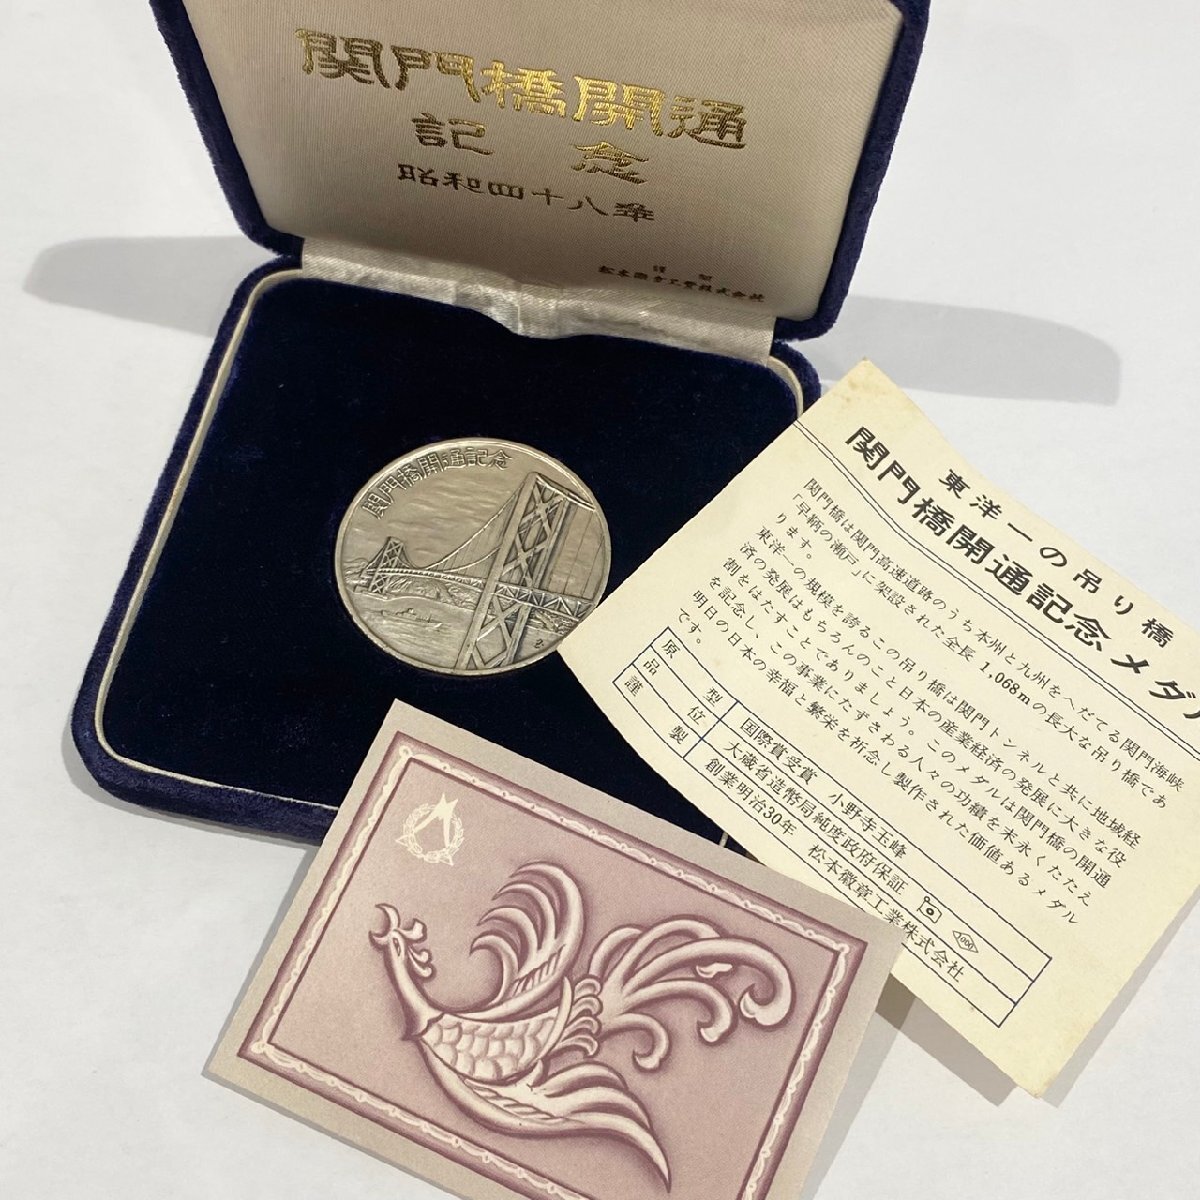 関門橋開通
記念
昭和四十八年
謹製
松本徽章工業株式会社
関門橋開通記念
東洋一の吊り橋
関門橋開通記念メダル
関門橋は関門高速道路のうち本州と九州をへだてる関門海峡
「早鞆の瀬戸」に架設された全長1,068mの長大な吊り橋であ
ります。
東洋一の規模を誇るこの吊り橋は関門トンネルと共に地域経
済の発展はもちろんのこと日本の産業経済の発展に大きな役
割をはたすことでありましょう。このメダルは関門橋の開通
を記念し、この事業にたずさわる人々の功績を末永くたたえ
明日の日本の幸福と繁栄を祈念し製作された価値あるメダル
です。
原型 国際賞受賞 小野寺玉峰
品位 大蔵省造幣局純度政府保証 1000
謹製 創業明治30年 松本徽章工業株式会社